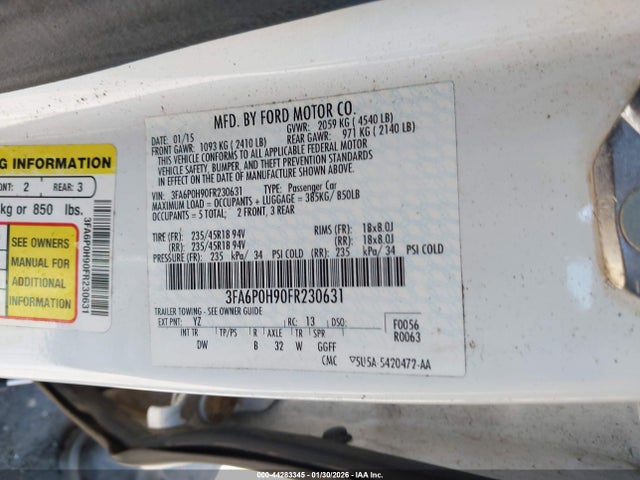 MFD. BY FORD MOTOR CO.
DATE: 01/15 GVWR: 2059 KG ( 4540 LB)
FRONT GAWR: 1093 KG ( 2410 LB) REAR GAWR: 971 KG ( 2140 LB)
THIS VEHICLE CONFORMS TO ALL APPLICABLE FEDERAL MOTOR
VEHICLE SAFETY, BUMPER, AND THEFT PREVENTION STANDARDS
IN EFFECT ON THE DATE OF MANUFACTURE SHOWN ABOVE.
VIN: 3FA6P0H90FR230631 TYPE: Passenger Car
MAXIMUM OCCUPANTS + LUGGAGE = 385KG/ 850LB
OCCUPANTS = 5 TOTAL; 2 FRONT, 3 REAR
TIRE (FR): 235/45R18 94V RIMS (FR): 18x8.0J
(RR): 235/45R18 94V (RR): 18x8.0J
PRESSURE (FR): 235 kPa/ 34 PSI COLD (RR): 235 kPa/ 34 PSI COLD
3FA6P0H90FR230631
TRAILER TOWING - SEE OWNER GUIDE
EXT PNT: YZ RC: 13 DSO: F0056
INT TR TP/PS R AXLE TR SPR R0063
DW B 32 W GGFF
CMC 5U5A 5420472-AA
G INFORMATION
ONT: 2 REAR: 3
kg or 850 lbs.
SEE OWNERS
MANUAL FOR
ADDITIONAL
INFORMATION
3FA6P0H90FR230631
000-44283345 - 01/30/2026 - IAA Inc.